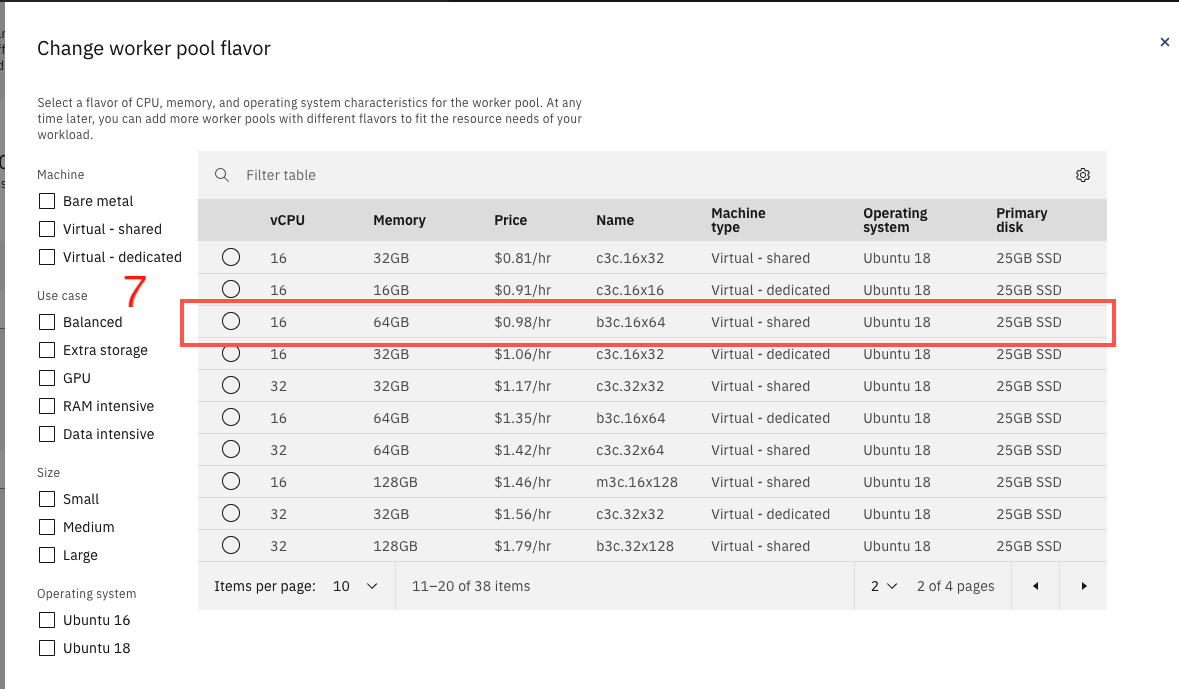 Change worker pool flavor
Select a flavor of CPU, memory, and operating system characteristics for the worker pool. At any
time later, you can add more worker pools with different flavors to fit the resource needs of your
workload.
Machine
Bare metal
Virtual - shared
Virtual - dedicated
7
Use case
Balanced
Extra storage
GPU
RAM intensive
Data intensive
Size
Small
Medium
Large
Operating system
Ubuntu 16
Ubuntu 18
Filter table
vCPU Memory Price Name Machine type Operating system Primary disk
16 32GB $0.81/hr c3c.16x32 Virtual - shared Ubuntu 18 25GB SSD
16 16GB $0.91/hr c3c.16x16 Virtual - dedicated Ubuntu 18 25GB SSD
16 64GB $0.98/hr b3c.16x64 Virtual - shared Ubuntu 18 25GB SSD
16 32GB $1.06/hr c3c.16x32 Virtual - dedicated Ubuntu 18 25GB SSD
32 32GB $1.17/hr c3c.32x32 Virtual - shared Ubuntu 18 25GB SSD
16 64GB $1.35/hr b3c.16x64 Virtual - dedicated Ubuntu 18 25GB SSD
32 64GB $1.42/hr c3c.32x64 Virtual - shared Ubuntu 18 25GB SSD
16 128GB $1.46/hr m3c.16x128 Virtual - shared Ubuntu 18 25GB SSD
32 32GB $1.56/hr c3c.32x32 Virtual - dedicated Ubuntu 18 25GB SSD
32 128GB $1.79/hr b3c.32x128 Virtual - shared Ubuntu 18 25GB SSD
Items per page: 10 11–20 of 38 items 2 2 of 4 pages